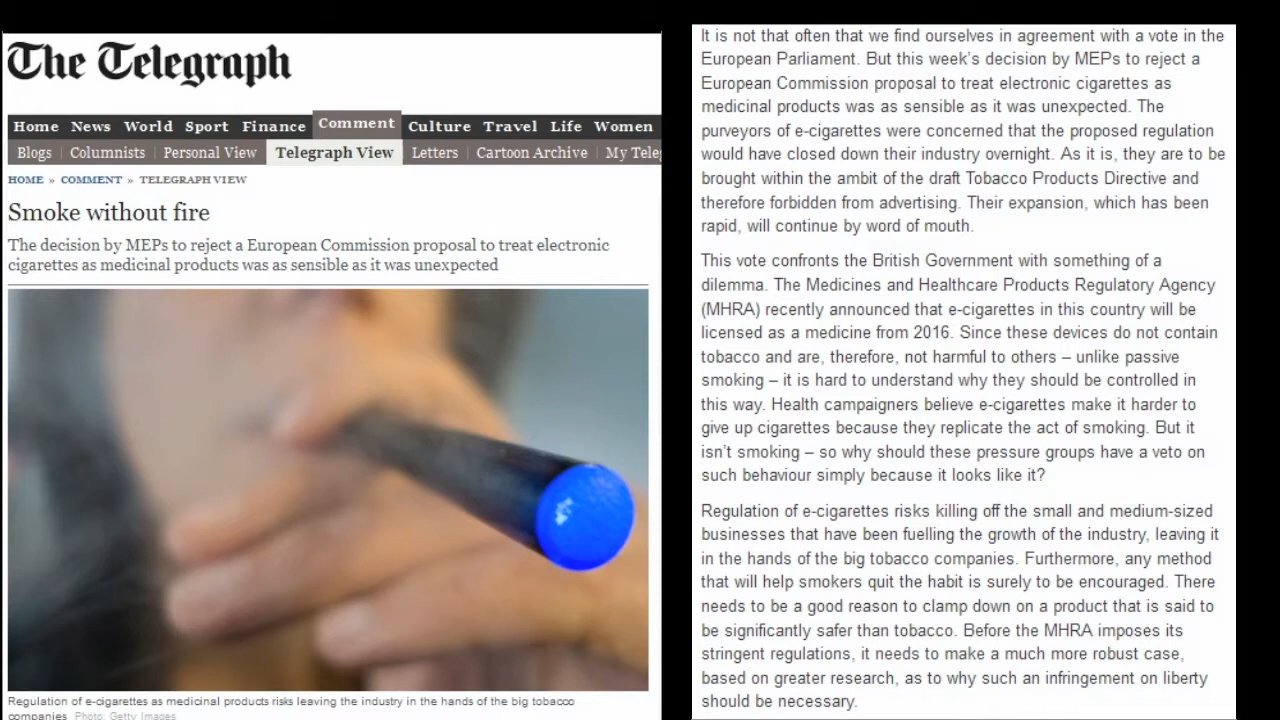 The Telegraph
Home News World Sport Finance Comment Culture Travel Life Women
Blogs Columnists Personal View Telegraph View Letters Cartoon Archive My
HOME » COMMENT » TELEGRAPH VIEW
Smoke without fire
The decision by MEPs to reject a European Commission proposal to treat electronic
cigarettes as medicinal products was as sensible as it was unexpected
Regulation of e-cigarettes as medicinal products risks leaving the industry in the hands of the big tobacco
companies Photo: Getty Images
It is not that often that we find ourselves in agreement with a vote in the
European Parliament. But this week's decision by MEPs to reject a
European Commission proposal to treat electronic cigarettes as
medicinal products was as sensible as it was unexpected. The
purveyors of e-cigarettes were concerned that the proposed regulation
would have closed down their industry overnight. As it is, they are to be
brought within the ambit of the draft Tobacco Products Directive and
therefore forbidden from advertising. Their expansion, which has been
rapid, will continue by word of mouth.
This vote confronts the British Government with something of a
dilemma. The Medicines and Healthcare Products Regulatory Agency
(MHRA) recently announced that e-cigarettes in this country will be
licensed as a medicine from 2016. Since these devices do not contain
tobacco and are, therefore, not harmful to others – unlike passive
smoking – it is hard to understand why they should be controlled in
this way. Health campaigners believe e-cigarettes make it harder to
give up cigarettes because they replicate the act of smoking. But it
isn't smoking – so why should these pressure groups have a veto on
such behaviour simply because it looks like it?
Regulation of e-cigarettes risks killing off the small and medium-sized
businesses that have been fuelling the growth of the industry, leaving it
in the hands of the big tobacco companies. Furthermore, any method
that will help smokers quit the habit is surely to be encouraged. There
needs to be a good reason to clamp down on a product that is said to
be significantly safer than tobacco. Before the MHRA imposes its
stringent regulations, it needs to make a much more robust case,
based on greater research, as to why such an infringement on liberty
should be necessary.